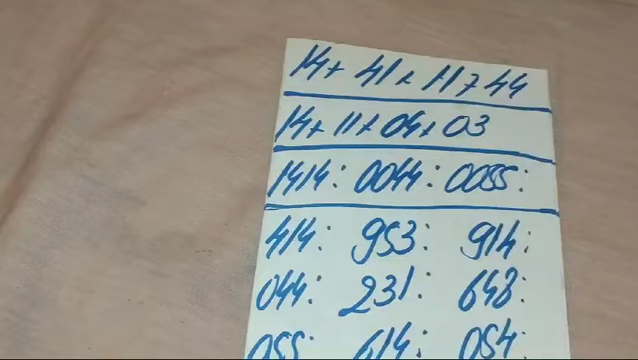 14+ 41+ 11+ 44
14+ 11+ 04+ 03
1414: 0044: 0055:
414: 953: 914:
044: 231: 648:
055: 614: 054: